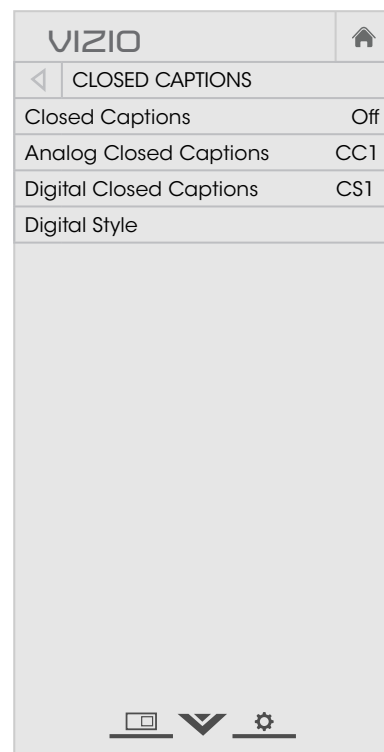 VIZIO
CLOSED CAPTIONS
Closed Captions Off
Analog Closed Captions CC1
Digital Closed Captions CS1
Digital Style